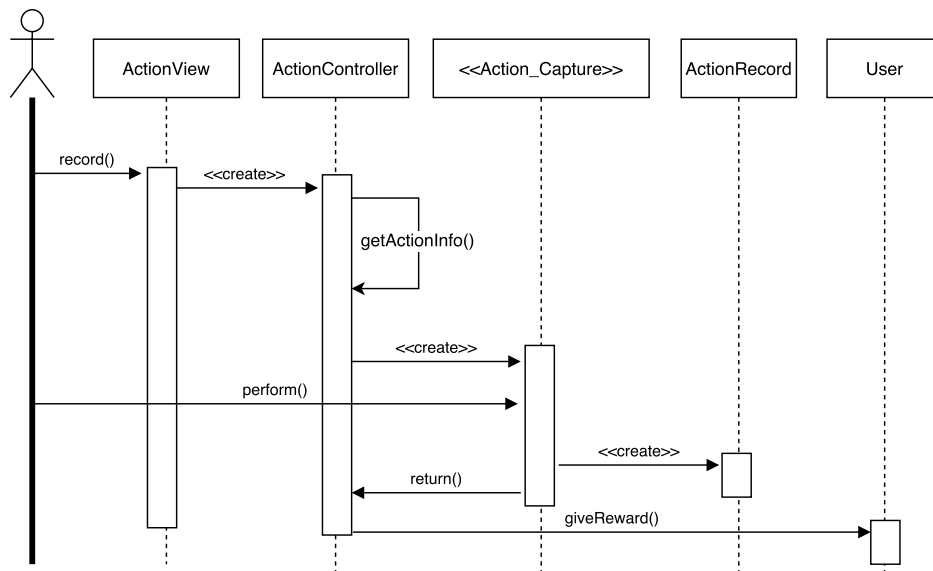 ActionView
ActionController
<<Action_Capture>>
ActionRecord
User
record()
<<create>>
getActionInfo()
<<create>>
perform()
<<create>>
return()
giveReward()